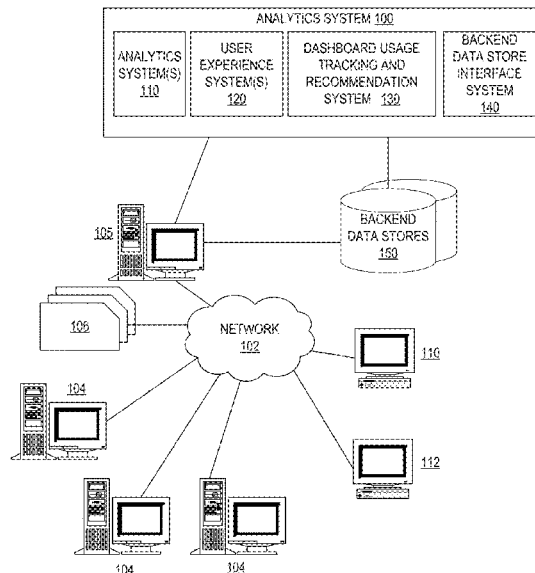 ANALYTICS SYSTEM 100
ANALYTICS
SYSTEM(S)
110
USER
EXPERIENCE
SYSTEM(S)
120
DASHBOARD USAGE
TRACKING AND
RECOMMENDATION
SYSTEM 130
BACKEND
DATA STORE
INTERFACE
SYSTEM
140
105
BACKEND
DATA STORES
150
106
NETWORK
102
110
104
112
104
104